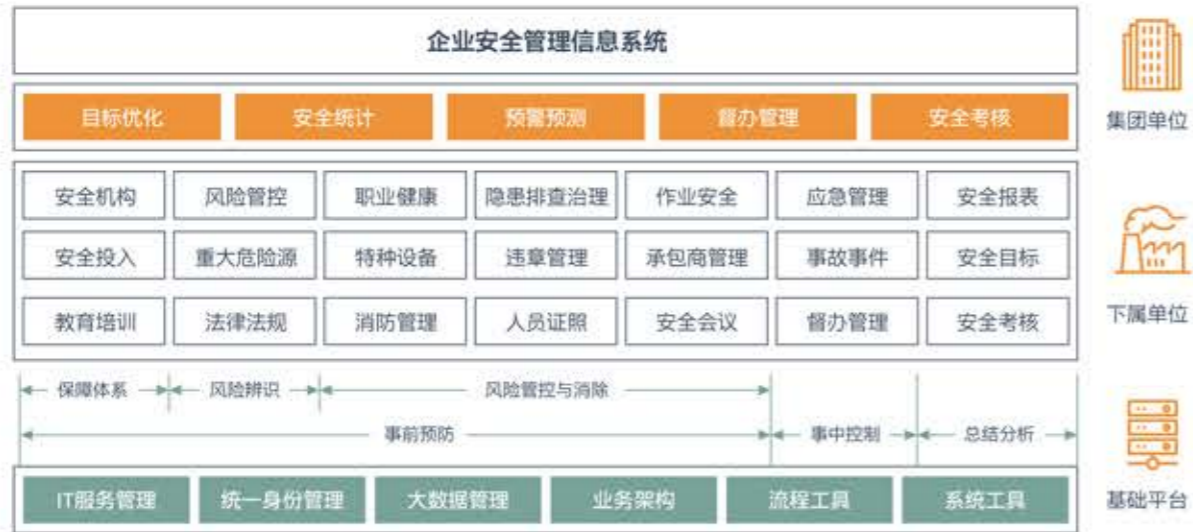 企业安全管理信息系统
目标优化 安全统计 预警预测 督办管理 安全考核
集团单位
安全机构 风险管控 职业健康 隐患排查治理 作业安全 应急管理 安全报表
安全投入 重大危险源 特种设备 违章管理 承包商管理 事故事件 安全目标
教育培训 法律法规 消防管理 人员证照 安全会议 督办管理 安全考核
下属单位
保障体系 风险辨识 风险管控与消除
事前预防 事中控制 总结分析
IT服务管理 统一身份管理 大数据管理 业务架构 流程工具 系统工具
基础平台